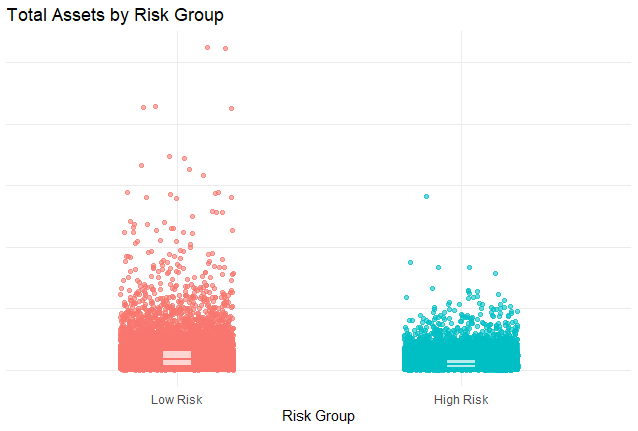 Total Assets by Risk Group
Low Risk
High Risk
Risk Group